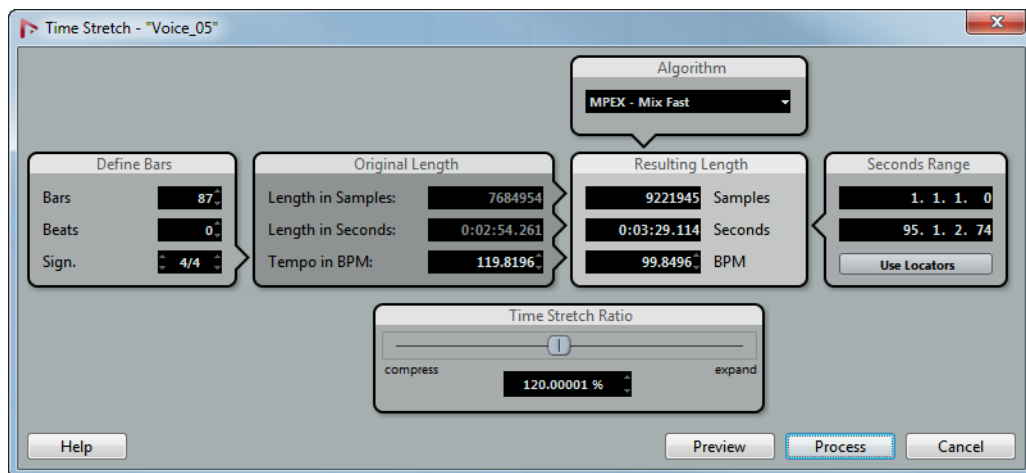 Time Stretch - "Voice_05"
Algorithm
MPEX - Mix Fast
Define Bars
Bars 87
Beats 0
Sign. 4/4
Original Length
Length in Samples: 7684954
Length in Seconds: 0:02:54.261
Tempo in BPM: 119.8196
Resulting Length
9221945 Samples
0:03:29.114 Seconds
99.8496 BPM
Seconds Range
1. 1. 1. 0
95. 1. 2. 74
Use Locators
Time Stretch Ratio
compress expand
120.00001 %
Help Preview Process Cancel